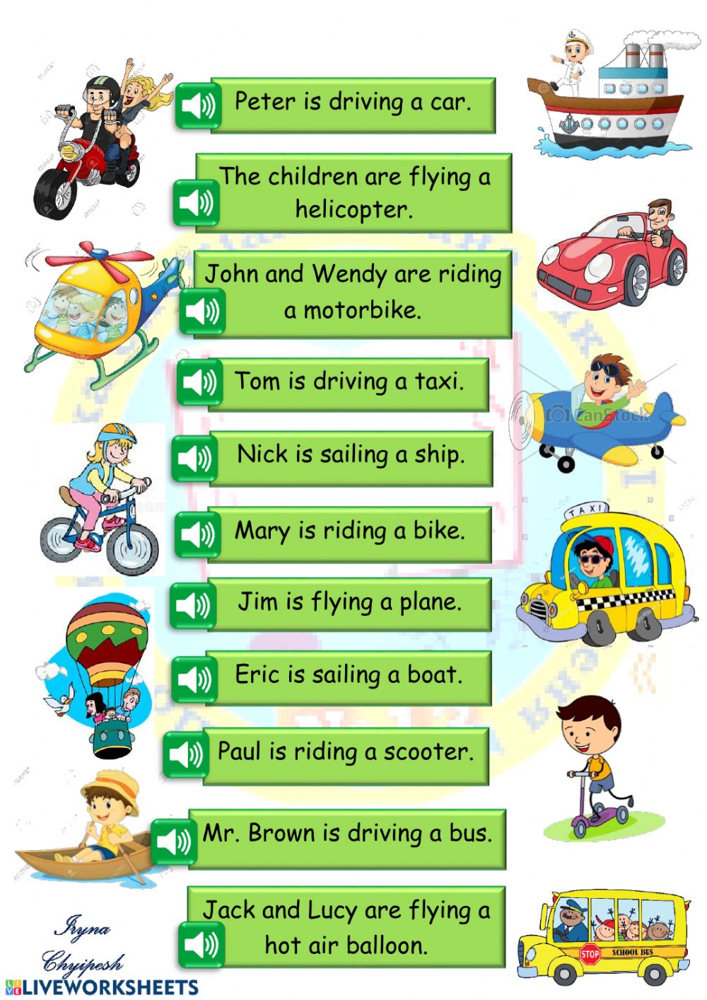 Peter is driving a car.
The children are flying a
helicopter.
John and Wendy are riding
a motorbike.
Tom is driving a taxi.
CanStock
Nick is sailing a ship.
Mary is riding a bike.
TAXI
Jim is flying a plane.
Eric is sailing a boat.
Paul is riding a scooter.
Mr. Brown is driving a bus.
Jack and Lucy are flying a
hot air balloon.
STOP
SCHOOL BUS
Iryna
Chyipesh
LIVEWORKSHEETS